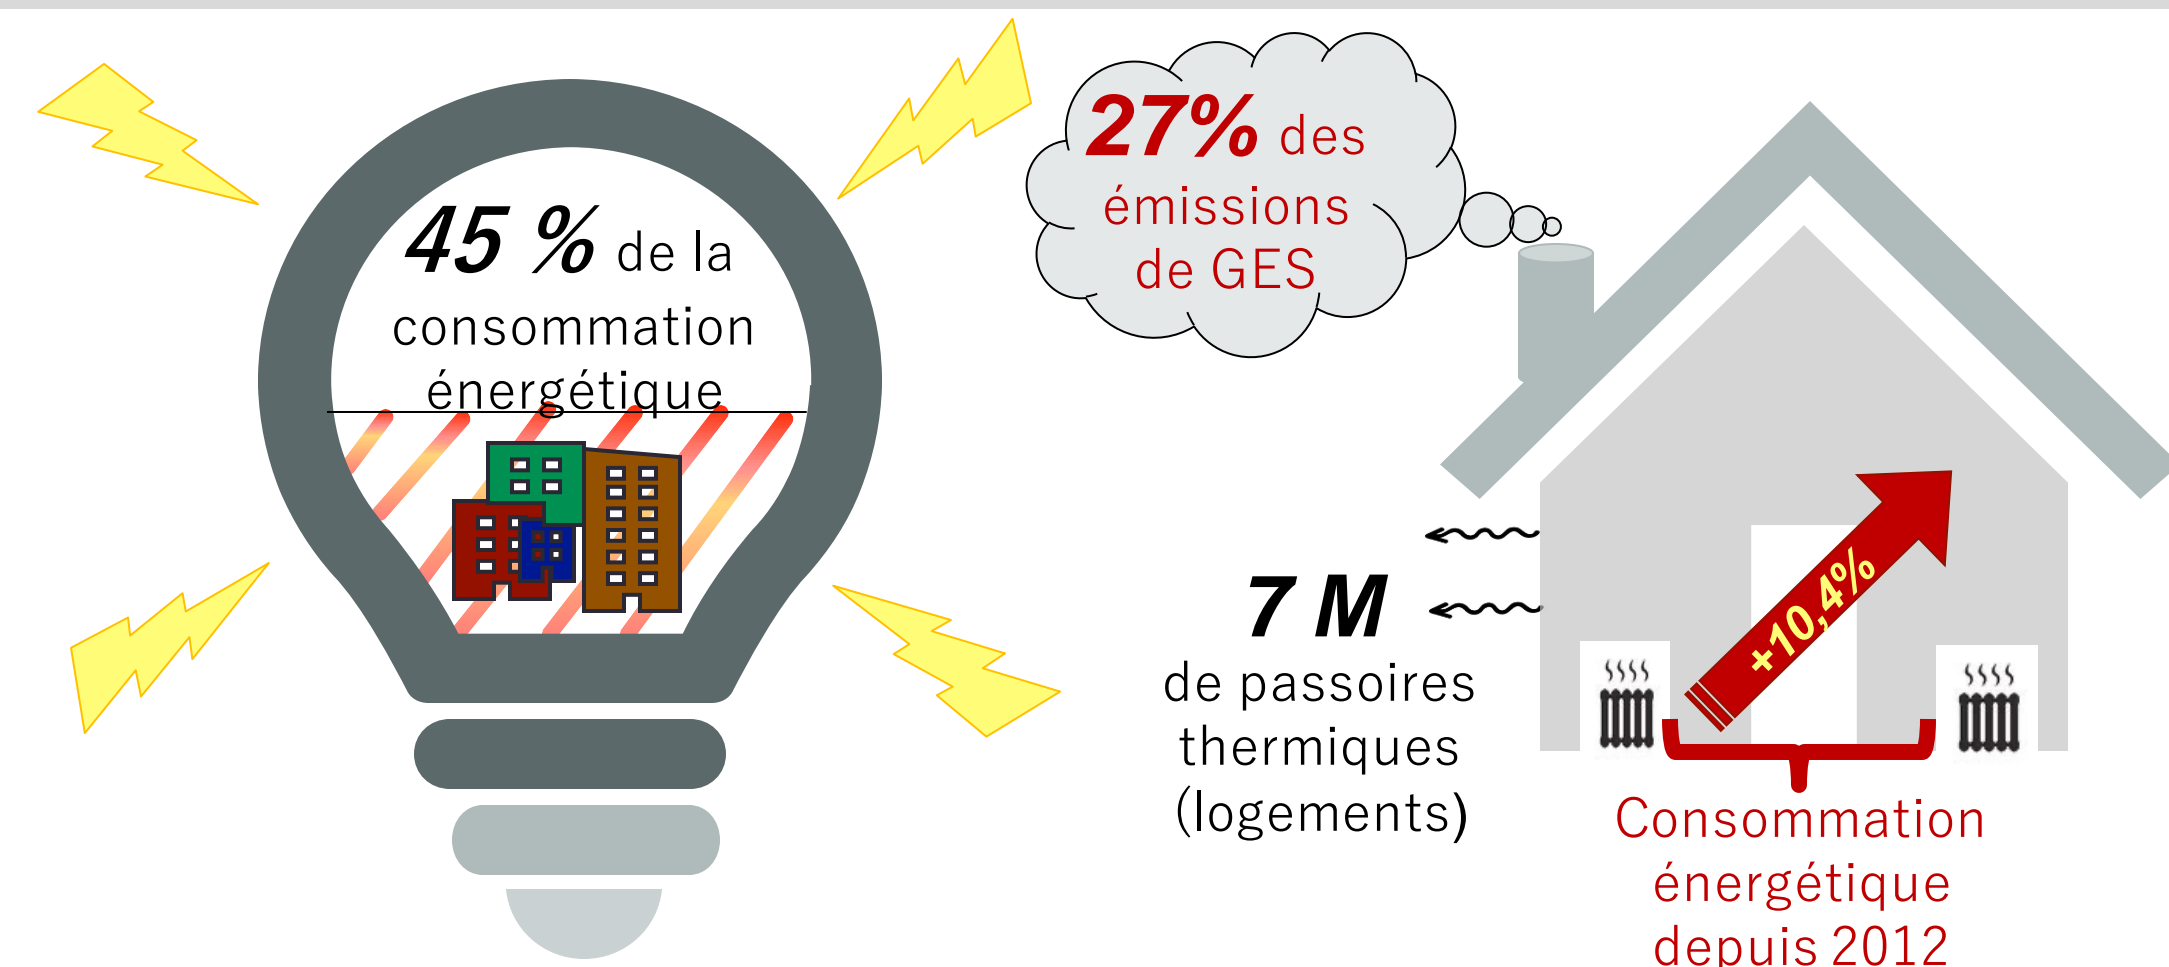 45 % de la
consommation
énergétique
27% des
émissions
de GES
7 M
de passoires
thermiques
(logements)
+10,4%
Consommation
énergétique
depuis 2012